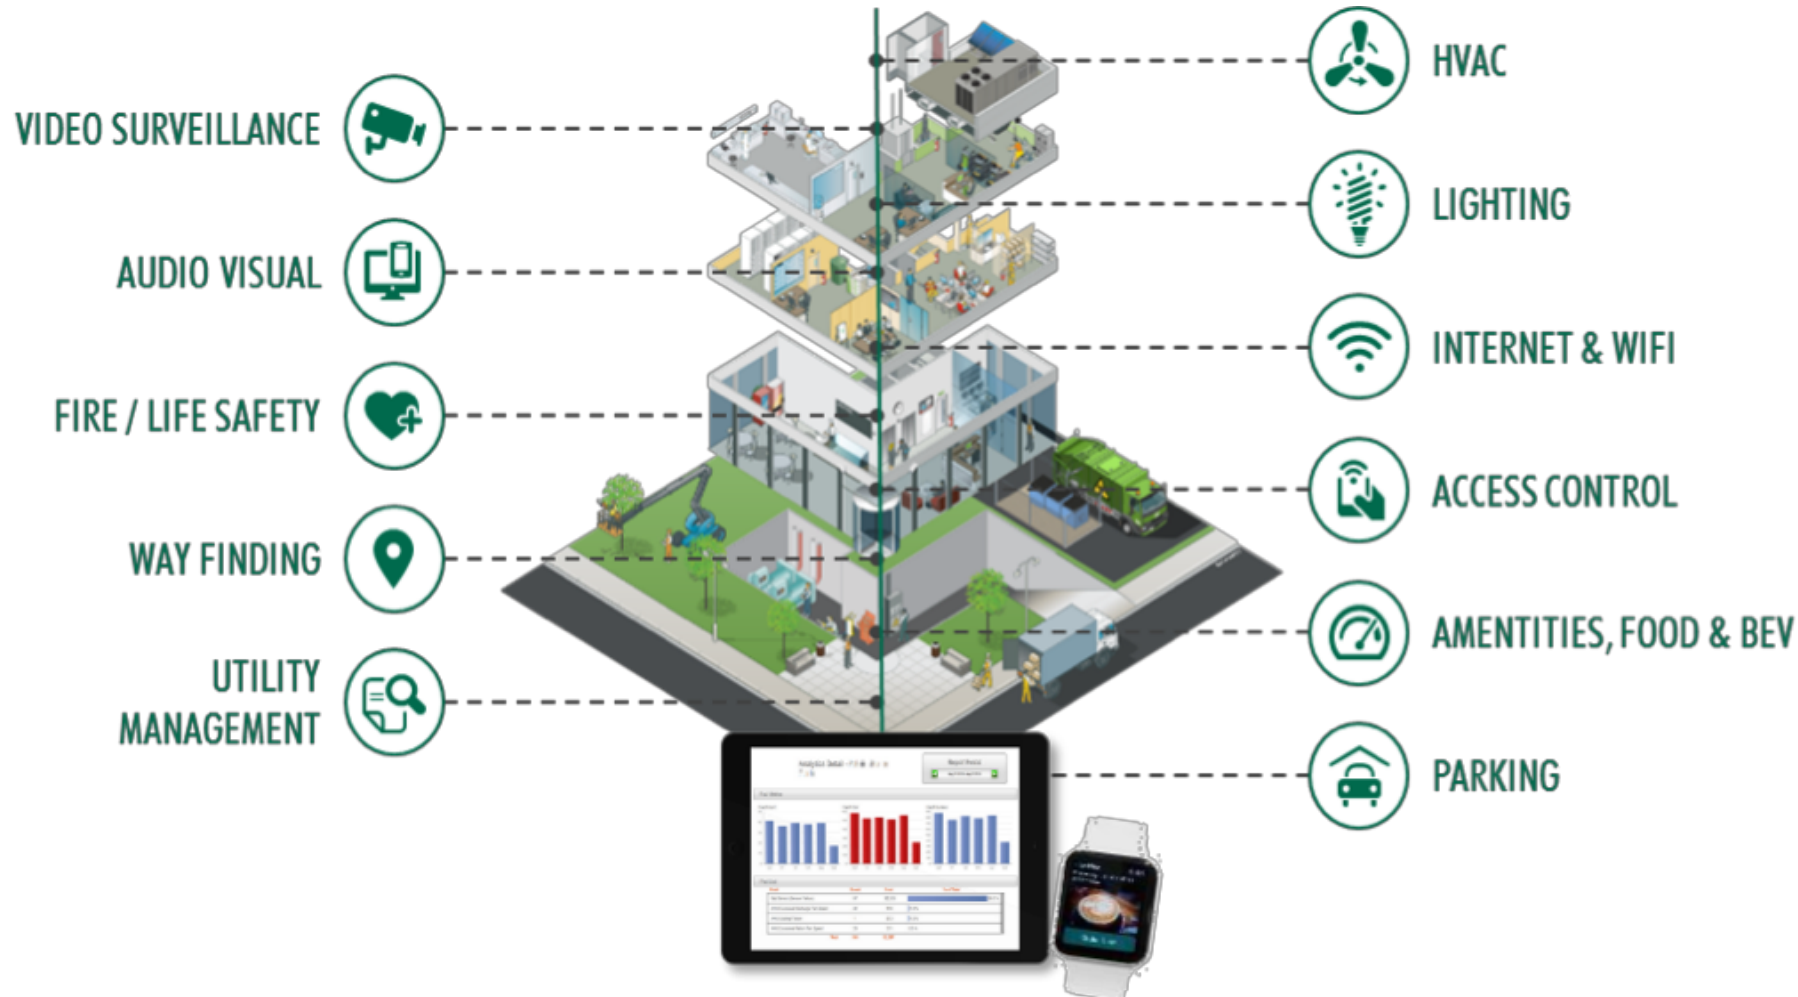 HVAC
VIDEO SURVEILLANCE
LIGHTING
AUDIO VISUAL
INTERNET & WIFI
FIRE / LIFE SAFETY
ACCESS CONTROL
WAY FINDING
AMENTITIES, FOOD & BEV
UTILITY
MANAGEMENT
PARKING